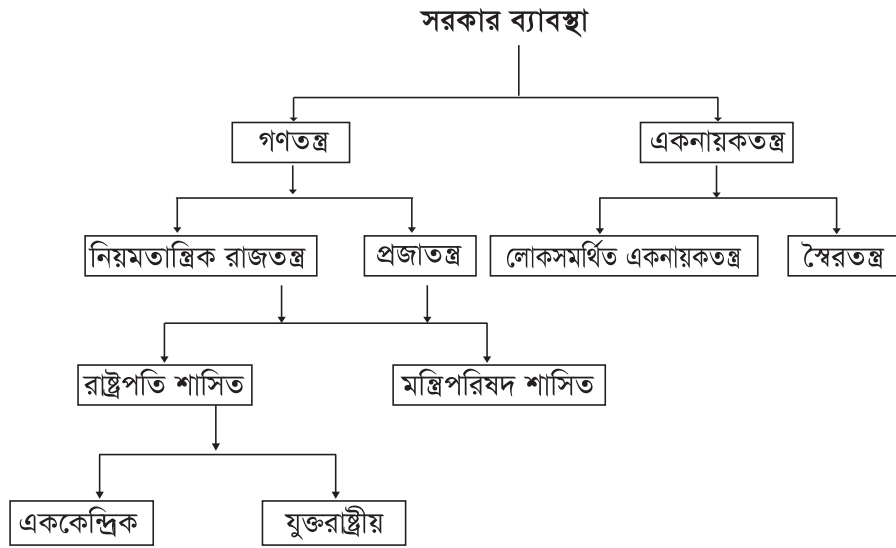 সরকার ব্যাবস্থা
গণতন্ত্র
একনায়কতন্ত্র
নিয়মতান্ত্রিক রাজতন্ত্র
প্রজাতন্ত্র
লোকসমর্থিত একনায়কতন্ত্র
স্বৈরতন্ত্র
রাষ্ট্রপতি শাসিত
মন্ত্রিপরিষদ শাসিত
এককেন্দ্রিক
যুক্তরাষ্ট্রীয়